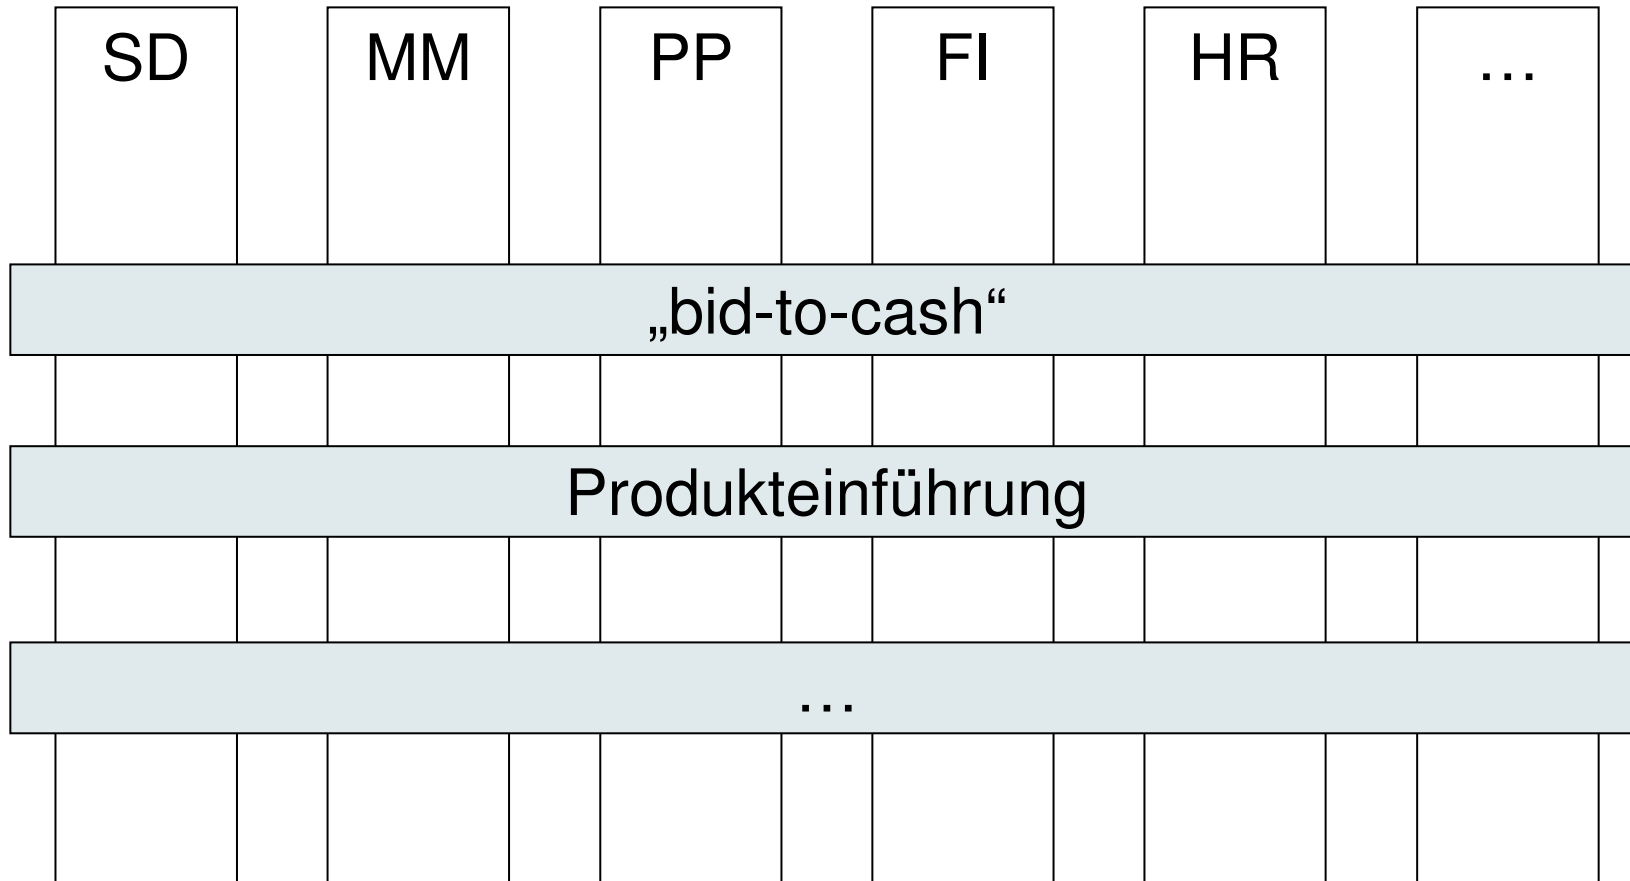 SD MM PP FI HR …
„bid-to-cash“
Produkteinführung
…